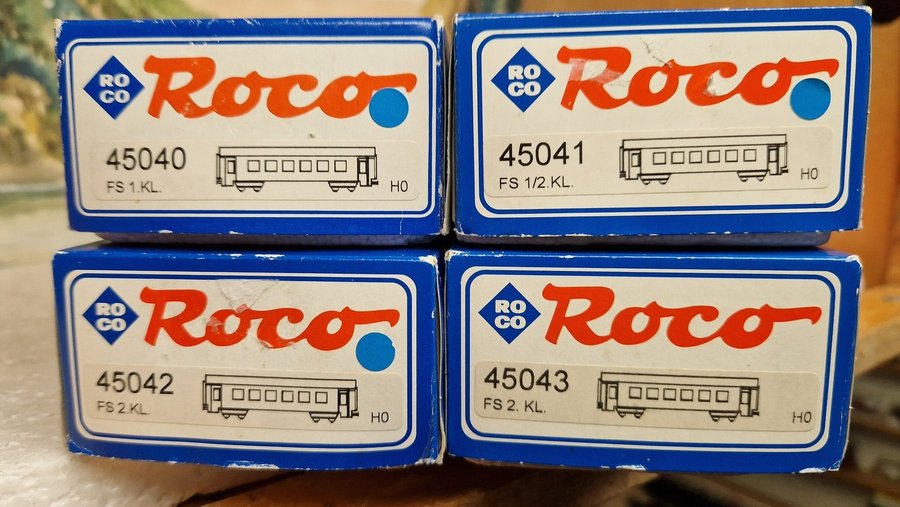 RO
CO
Roco
45040
FS 1.KL.
H0
RO
CO
Roco
45041
FS 1/2.KL.
H0
RO
CO
Roco
45042
FS 2.KL.
H0
RO
CO
Roco
45043
FS 2. KL.
H0